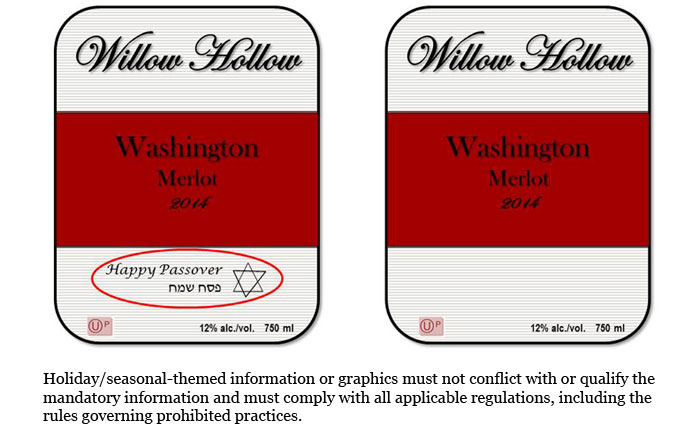 Willow Hollow
Washington
Merlot
2014
Happy Passover
פסח שמח
U P
12% alc./vol. 750 ml
Willow Hollow
Washington
Merlot
2014
U P
12% alc./vol. 750 ml
Holiday/seasonal-themed information or graphics must not conflict with or qualify the
mandatory information and must comply with all applicable regulations, including the
rules governing prohibited practices.